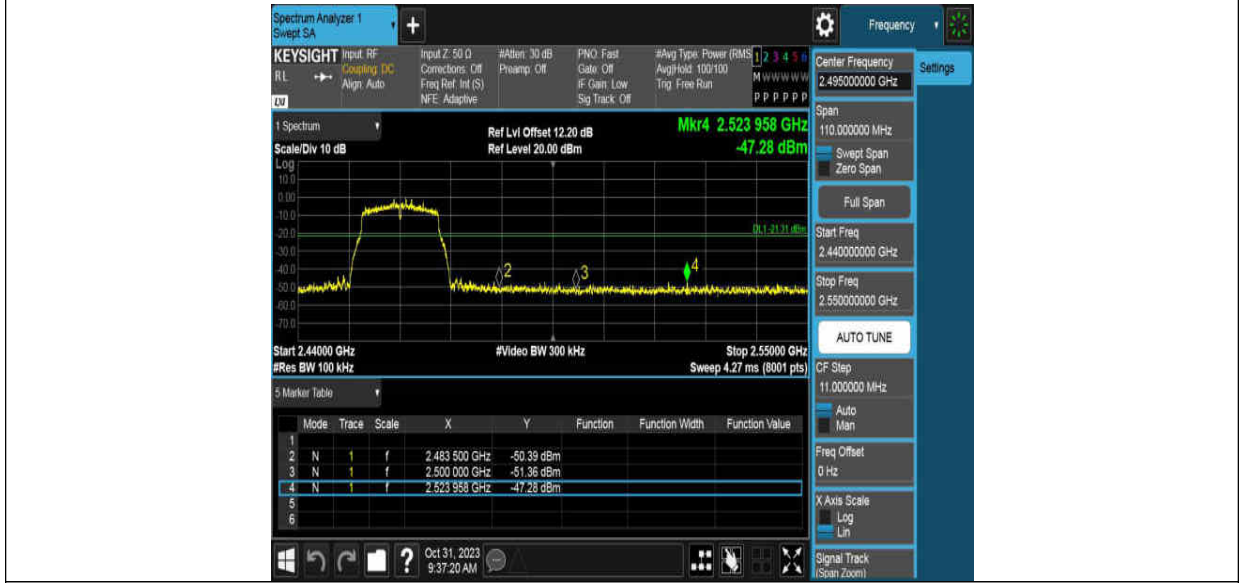 Spectrum Analyzer 1
Swept SA
+
Frequency
KEYSIGHT
RL
LXI
Input: RF
Coupling: DC
Align: Auto
Input Z: 50 Ω
Corrections: Off
Freq Ref: Int (S)
NFE: Adaptive
#Atten: 30 dB
Preamp: Off
PNO: Fast
Gate: Off
IF Gain: Low
Sig Track: Off
#Avg Type: Power (RMS
Avg|Hold: 100/100
Trig: Free Run
1 2 3 4 5 6
M W W W W W
P P P P P P
Center Frequency
2.495000000 GHz
Settings
Span
110.000000 MHz
Swept Span
Zero Span
Full Span
Start Freq
2.440000000 GHz
Stop Freq
2.550000000 GHz
AUTO TUNE
CF Step
11.000000 MHz
Auto
Man
Freq Offset
0 Hz
X Axis Scale
Log
Lin
Signal Track
(Span Zoom)
1 Spectrum
Scale/Div 10 dB
Ref Lvl Offset 12.20 dB
Ref Level 20.00 dBm
Mkr4 2.523 958 GHz
-47.28 dBm
Log
10.0
0.00
-10.0
-20.0
-30.0
-40.0
-50.0
-60.0
-70.0
DL1 -21.31 dBm
2
3
4
Start 2.44000 GHz
#Video BW 300 kHz
Stop 2.55000 GHz
#Res BW 100 kHz
Sweep 4.27 ms (8001 pts)
5 Marker Table
Mode Trace Scale X Y Function Function Width Function Value
1
2 N 1 f 2.483 500 GHz -50.39 dBm
3 N 1 f 2.500 000 GHz -51.36 dBm
4 N 1 f 2.523 958 GHz -47.28 dBm
5
6
?
Oct 31, 2023
9:37:20 AM